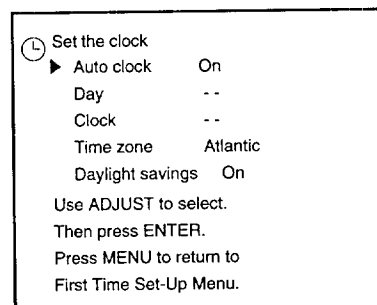 Set the clock
Auto clock On
Day - -
Clock - -
Time zone Atlantic
Daylight savings On
Use ADJUST to select.
Then press ENTER.
Press MENU to return to
First Time Set-Up Menu.